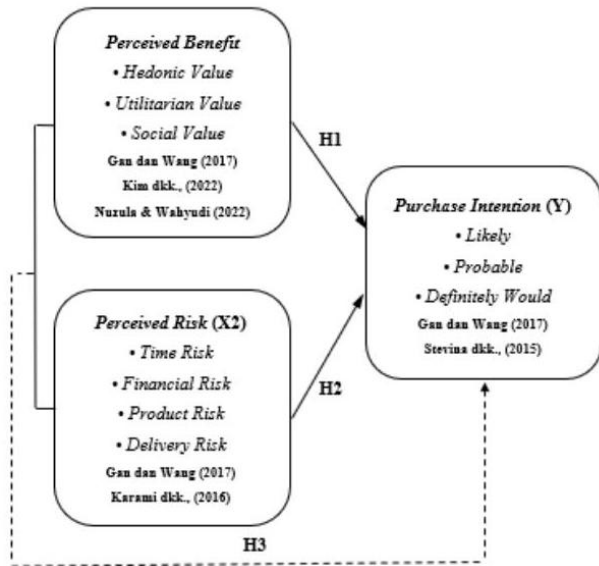 Perceived Benefit
• Hedonic Value
• Utilitarian Value
• Social Value
Gan dan Wang (2017)
Kim dkk., (2022)
Nurula & Wahyudi (2022)
H1
Purchase Intention (Y)
• Likely
• Probable
• Definitely Would
Gan dan Wang (2017)
Stevina dkk., (2015)
Perceived Risk (X2)
• Time Risk
• Financial Risk
• Product Risk
• Delivery Risk
Gan dan Wang (2017)
Karami dkk., (2016)
H2
H3